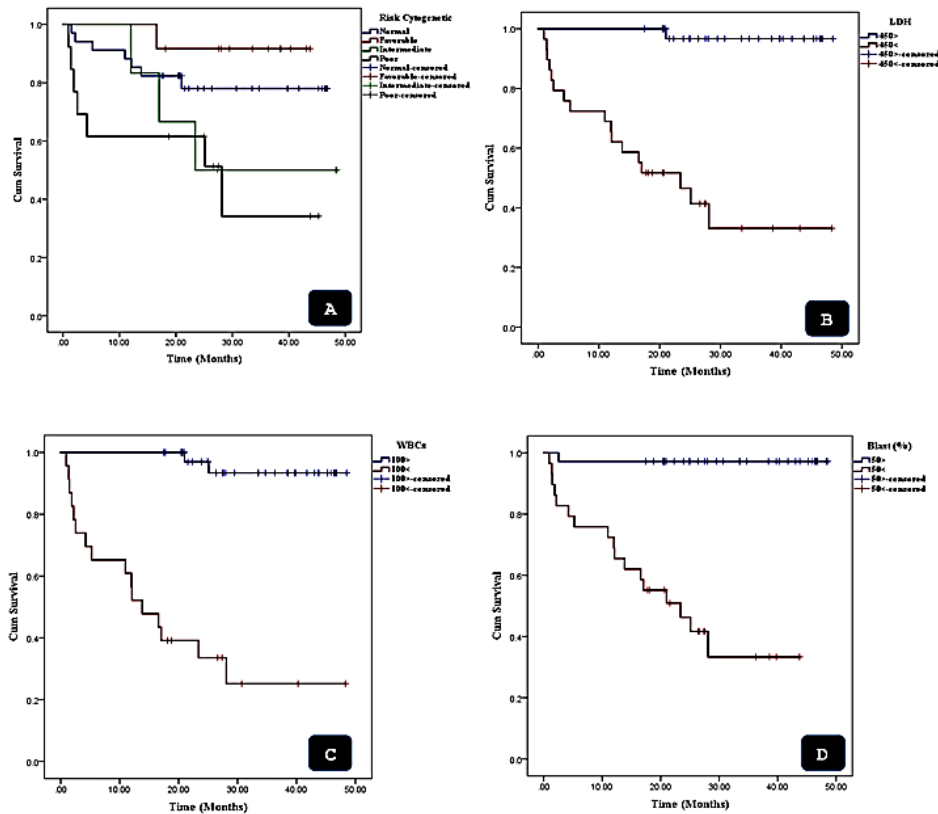 Risk Cytogenetic
Normal
Favorable
Intermediate
Poor
Normal-censored
Favorable-censored
Intermediate-censored
Poor-censored
Cum Survival
1.0
0.8
0.6
0.4
0.2
0.0
.00 10.00 20.00 30.00 40.00 50.00
Time (Months)
A
LDH
450>
450<
450>-censored
450<-censored
Cum Survival
1.0
0.8
0.6
0.4
0.2
0.0
.00 10.00 20.00 30.00 40.00 50.00
Time (Months)
B
WBCs
100>
100<
100>-censored
100<-censored
Cum Survival
1.0
0.8
0.6
0.4
0.2
0.0
.00 10.00 20.00 30.00 40.00 50.00
Time (Months)
C
Blast (%)
50>
50<
50>-censored
50<-censored
Cum Survival
1.0
0.8
0.6
0.4
0.2
0.0
.00 10.00 20.00 30.00 40.00 50.00
Time (Months)
D